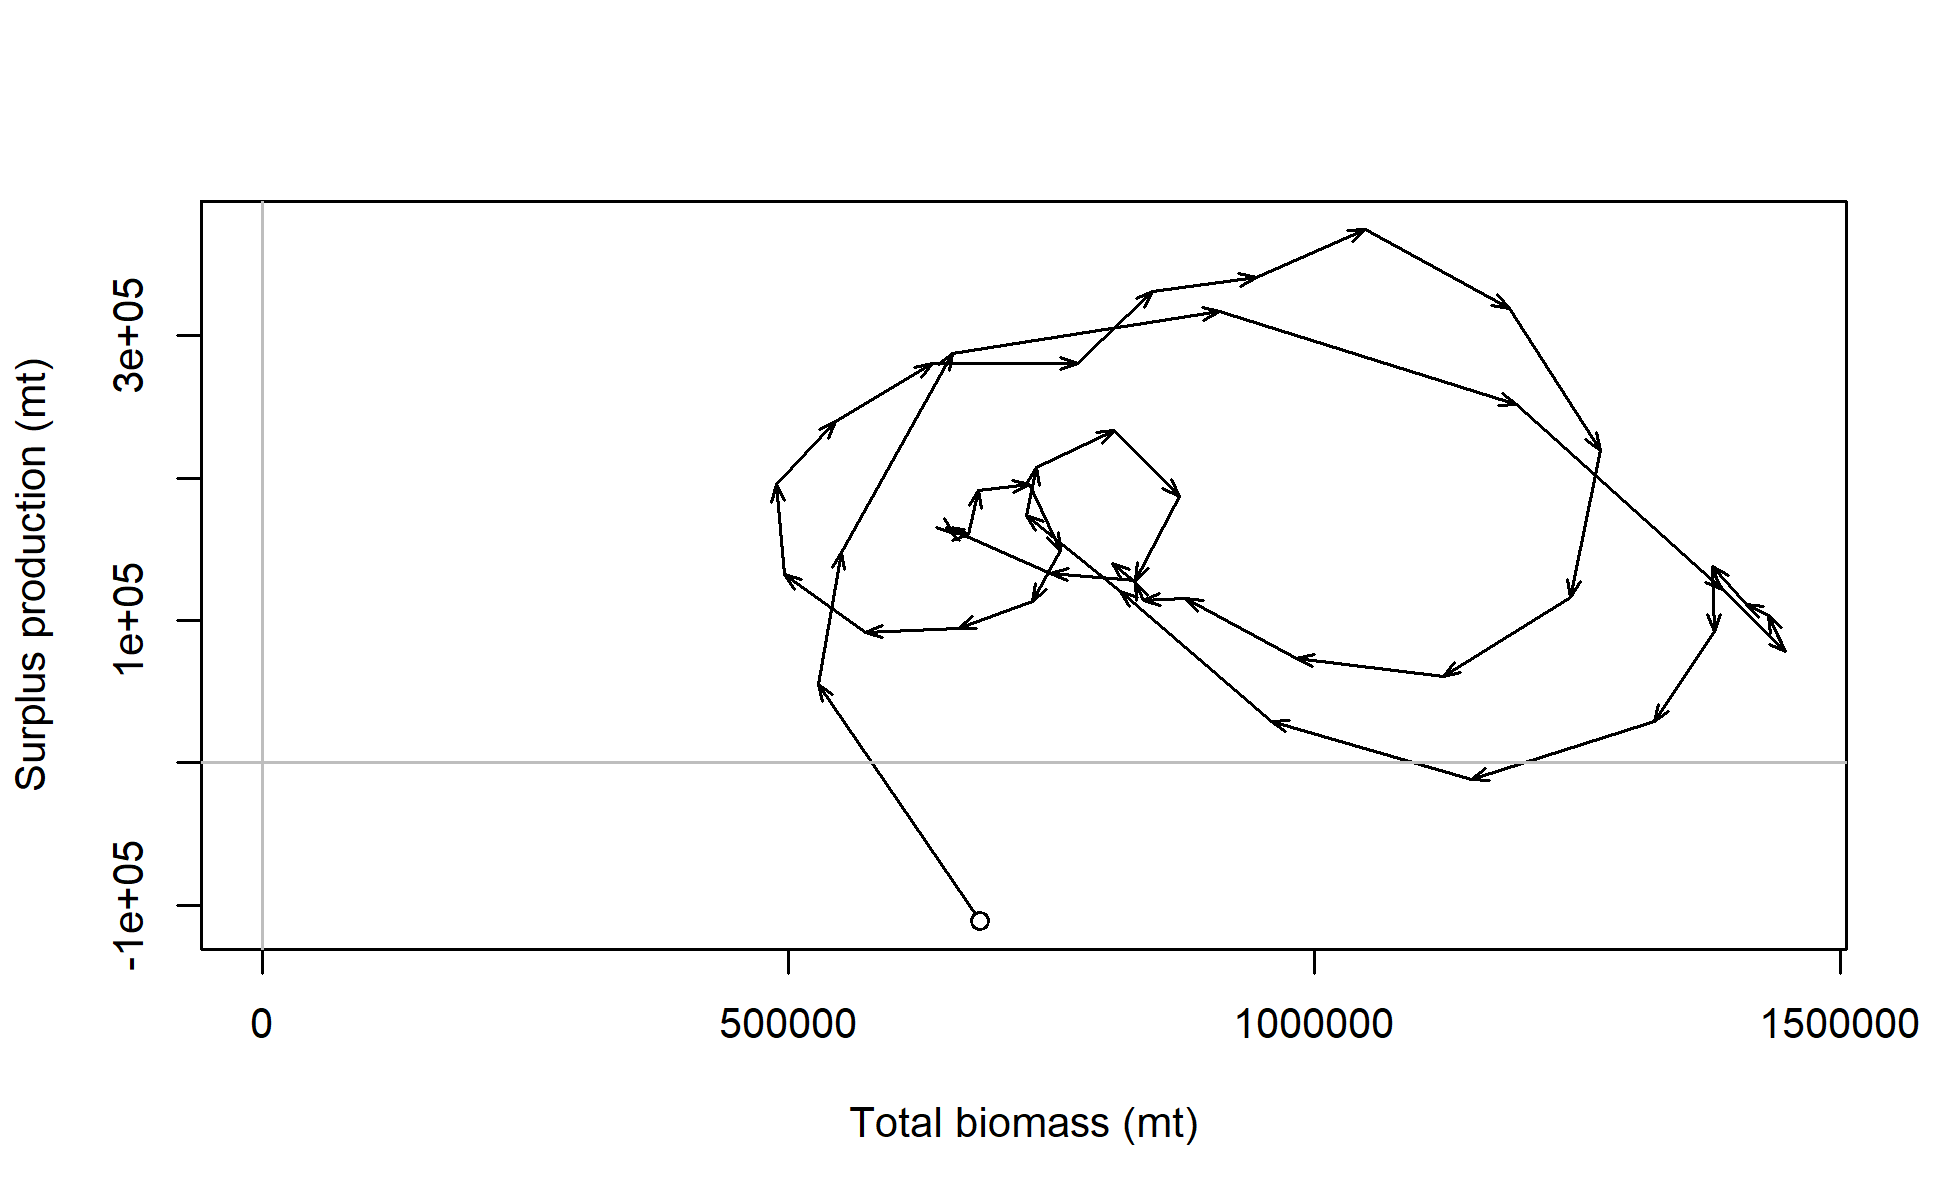 Surplus production (mt)
3e+05
1e+05
-1e+05
0 500000 1000000 1500000
Total biomass (mt)